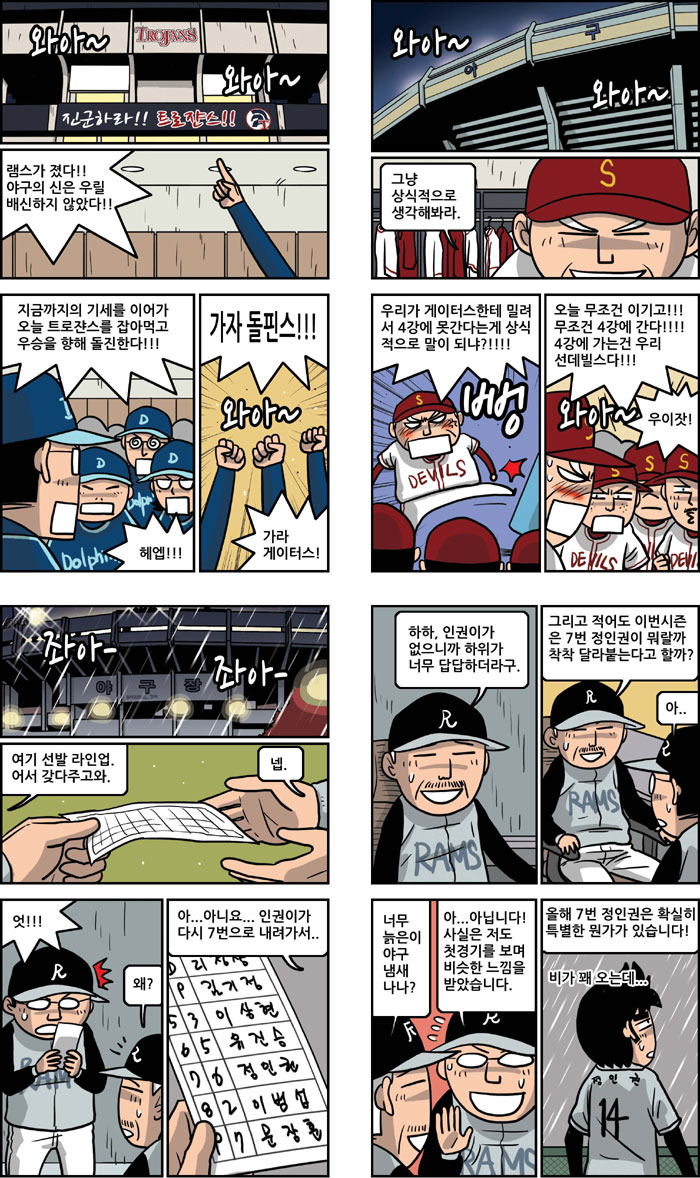 와아~
TROJANS
와아~
진군하라!! 트로쟌스!!
램스가 졌다!!
야구의 신은 우릴
배신하지 않았다!!
지금까지의 기세를 이어가
오늘 트로쟌스를 잡아먹고
우승을 향해 돌진한다!!!
D
D
D
Dolphins
Dolphi
헤엡!!!
가자 돌핀스!!!
와아~
가라
게이터스!
와아~
야 구
와아~
그냥
상식적으로
생각해봐라.
S
우리가 게이터스한테 밀려
서 4강에 못간다는게 상식
적으로 말이 되냐?!!!!
버벙
S
DEVILS
오늘 무조건 이기고!!!
무조건 4강에 간다!!!!
4강에 가는건 우리
선데빌스다!!!
와아~
우이잣!
S
S
S
DEVILS
DEVILS
좌아-
좌아-
야 구 장
여기 선발 라인업.
어서 갖다주고와.
넵.
엇!!!
R
왜?
R
RAMS
아...아니요... 인권이가
다시 7번으로 내려가서..
김기정
5 3 이상현
6 5 유건승
7 6 정인권
8 2 이범섭
9 7 문장훈
하하, 인권이가
없으니까 하위가
너무 답답하더라구.
R
RAMS
그리고 적어도 이번시즌
은 7번 정인권이 뭐랄까
착착 달라붙는다고 할까?
아..
R
RAMS
R
너무
늙은이
야구
냄새
나나?
아...아닙니다!
사실은 저도
첫경기를 보며
비슷한 느낌을
받았습니다.
R
R
RAMS
올해 7번 정인권은 확실히
특별한 뭔가가 있습니다!
비가 꽤 오는데...
정인권
14